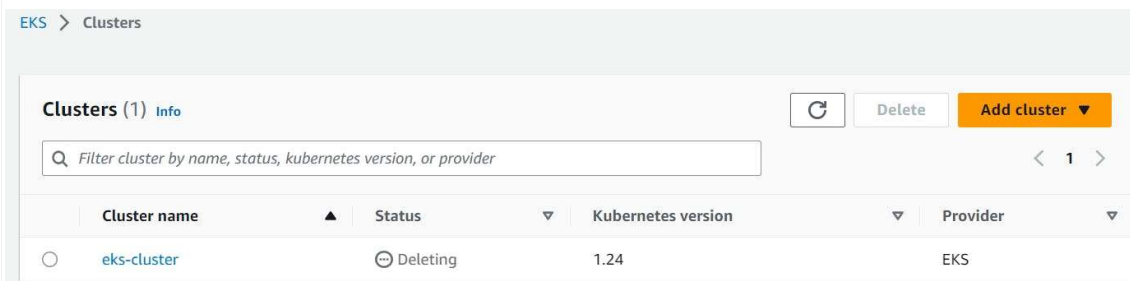 EKS > Clusters
Clusters (1) Info
Delete
Add cluster
Filter cluster by name, status, kubernetes version, or provider
< 1 >
Cluster name Status Kubernetes version Provider
eks-cluster Deleting 1.24 EKS